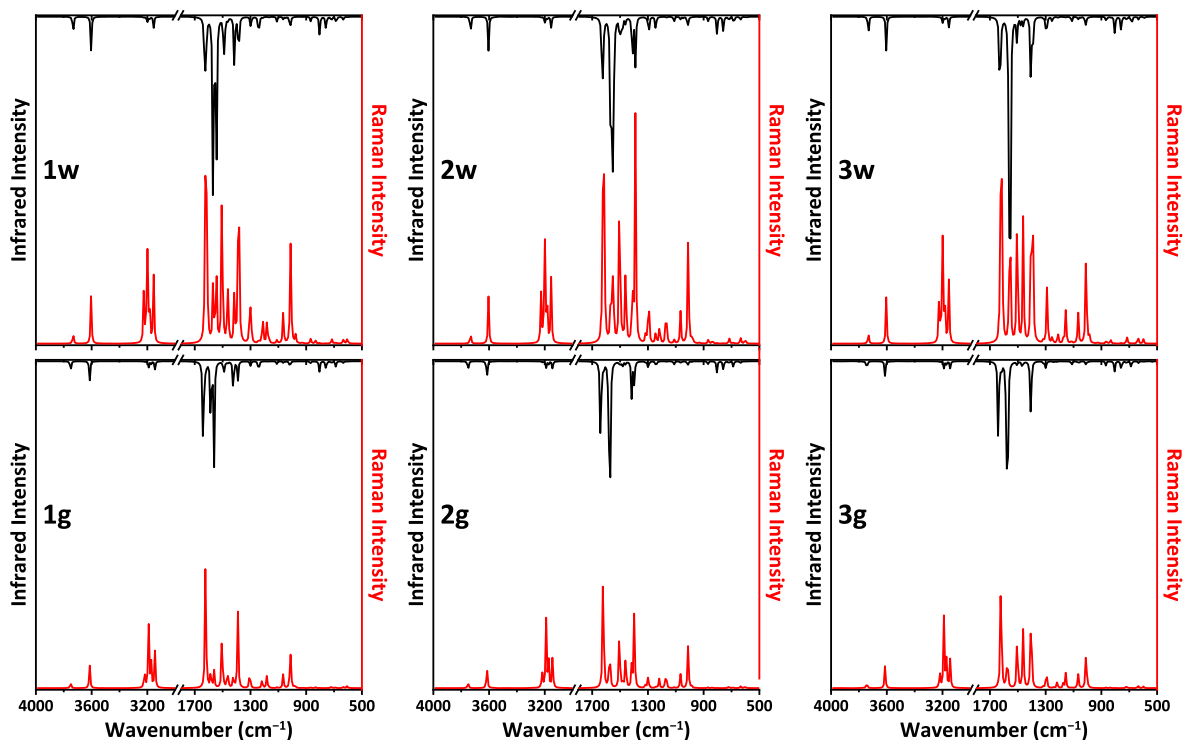 Infrared Intensity
1w
Raman Intensity
Infrared Intensity
2w
Raman Intensity
Infrared Intensity
3w
Raman Intensity
Infrared Intensity
1g
Raman Intensity
Infrared Intensity
2g
Raman Intensity
Infrared Intensity
3g
Raman Intensity
4000 3600 3200 1700 1300 900 500
4000 3600 3200 1700 1300 900 500
4000 3600 3200 1700 1300 900 500
Wavenumber (cm⁻¹)
Wavenumber (cm⁻¹)
Wavenumber (cm⁻¹)